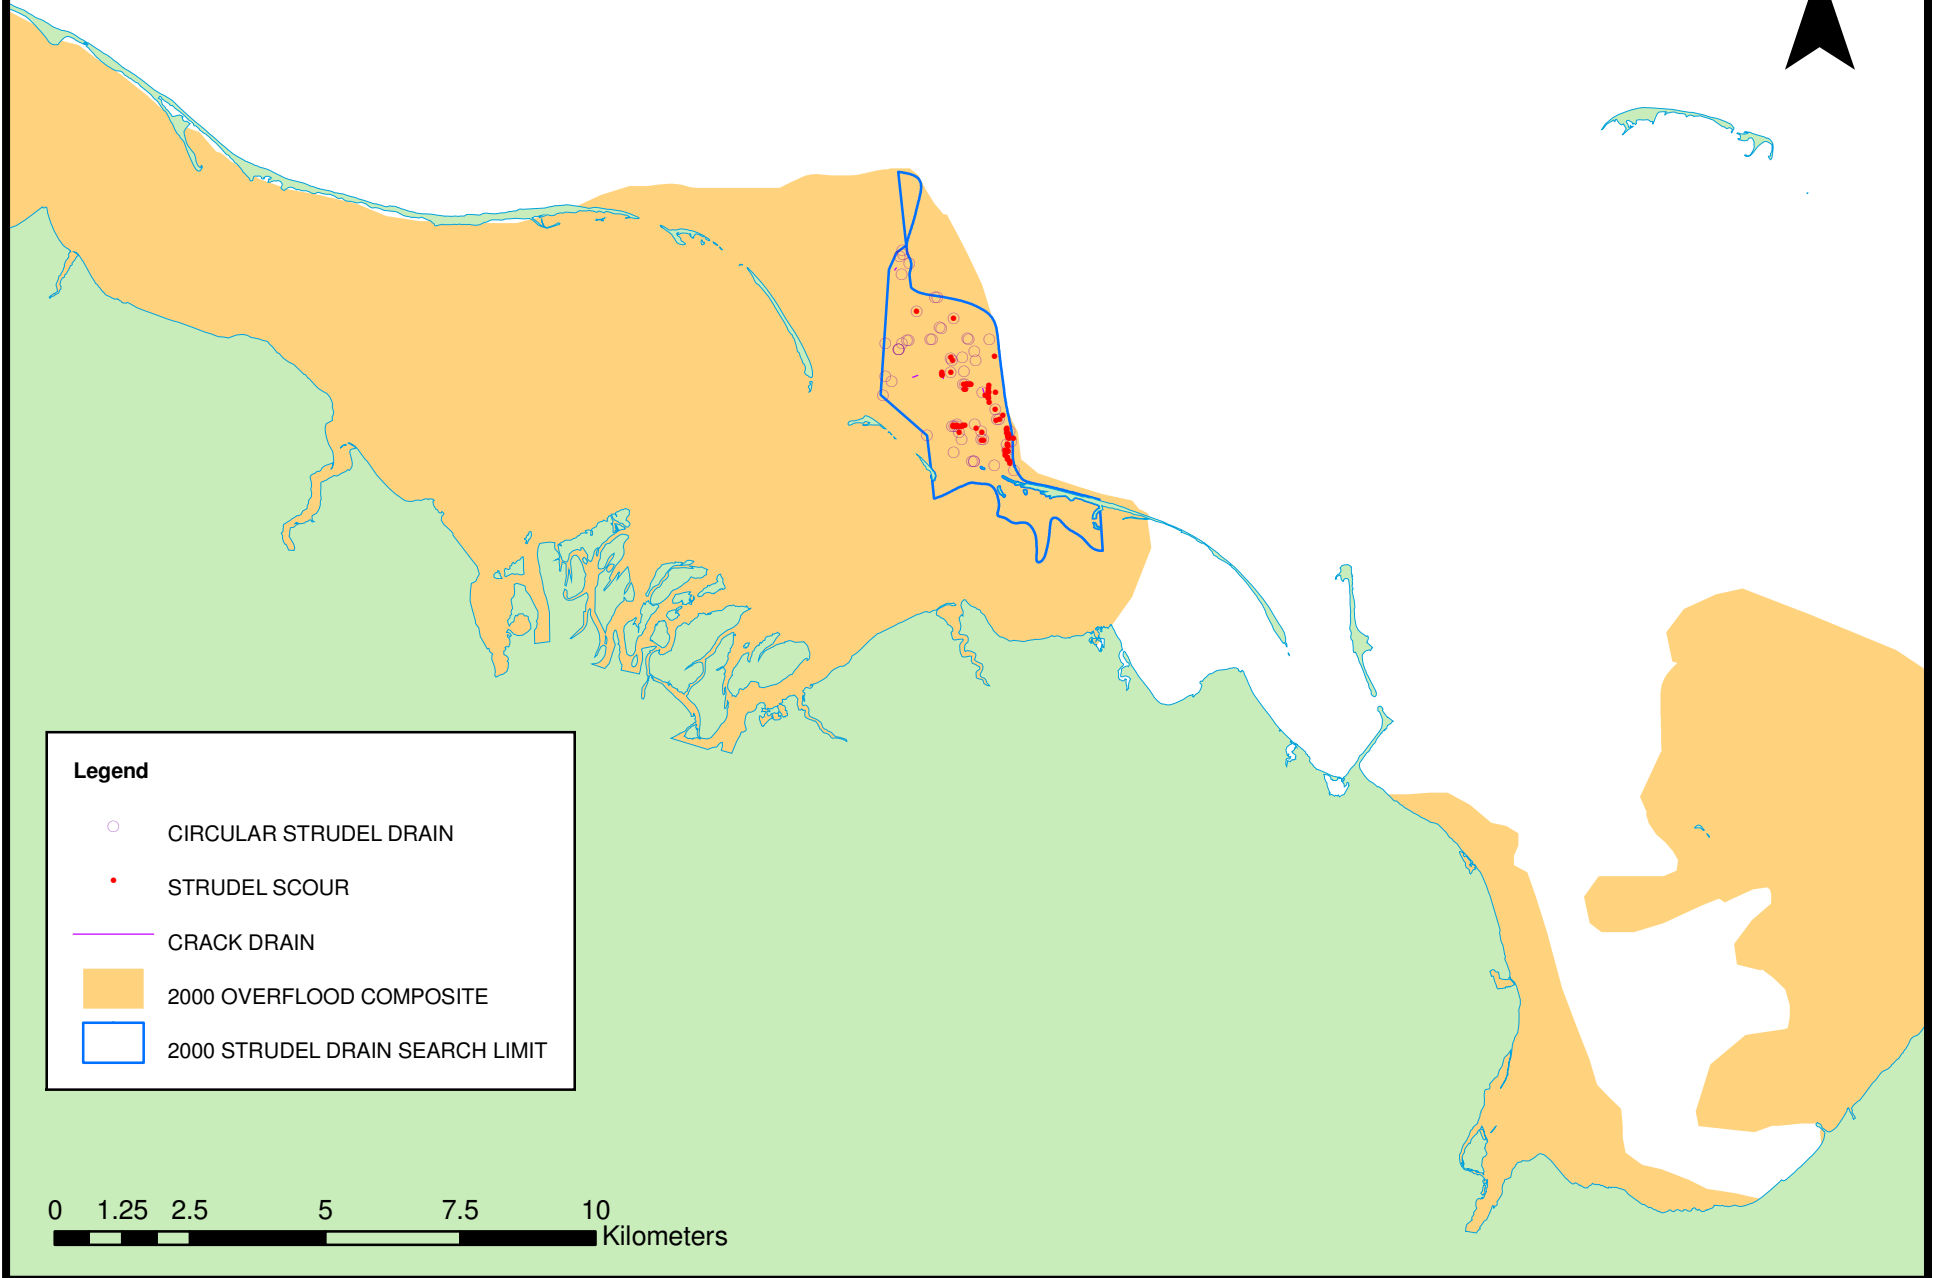 Legend
CIRCULAR STRUDEL DRAIN
STRUDEL SCOUR
CRACK DRAIN
2000 OVERFLOOD COMPOSITE
2000 STRUDEL DRAIN SEARCH LIMIT
0 1.25 2.5 5 7.5 10
Kilometers